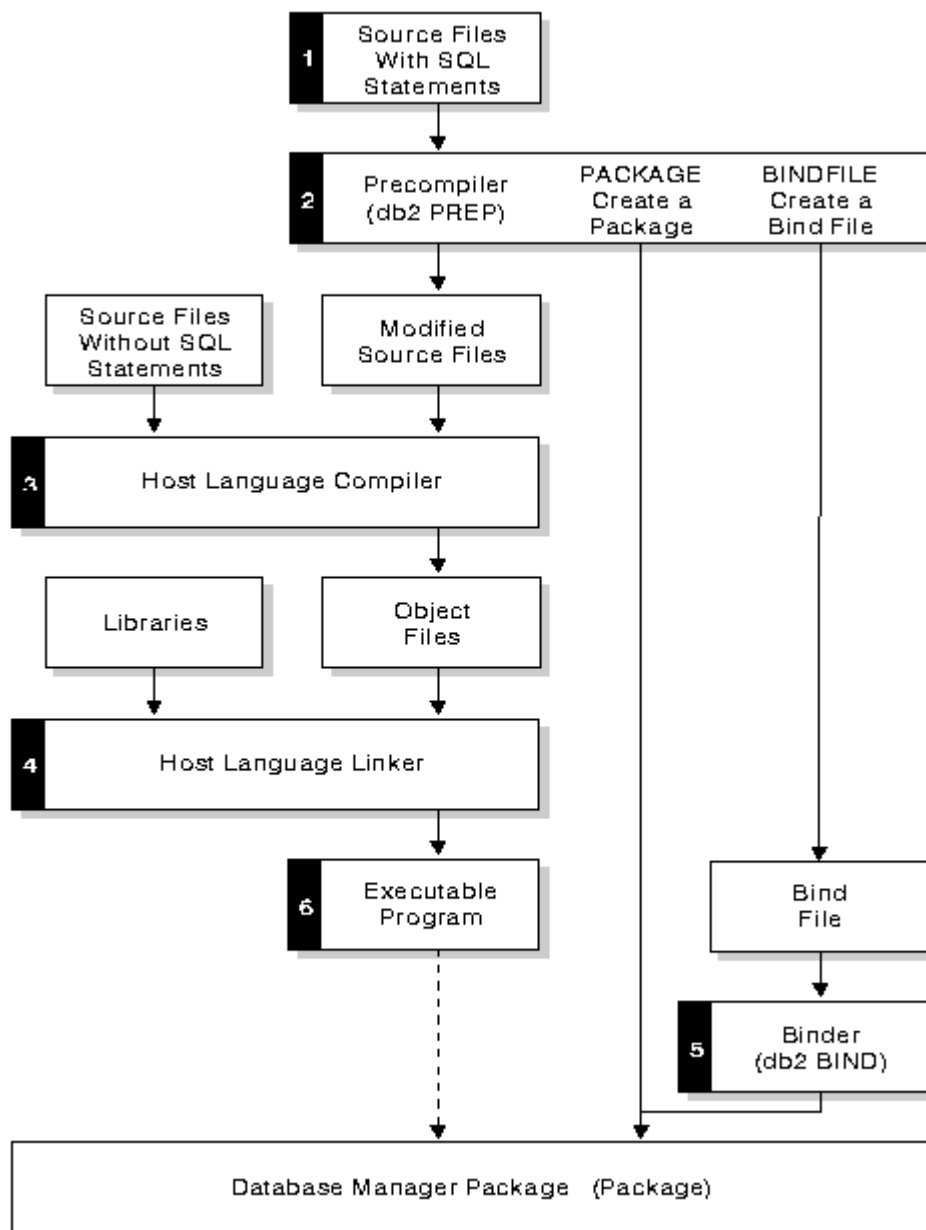 1
Source Files
With SQL
Statements
2
Precompiler
(db2 PREP)
PACKAGE
Create a
Package
BINDFILE
Create a
Bind File
Source Files
Without SQL
Statements
Modified
Source Files
3
Host Language Compiler
Libraries
Object
Files
4
Host Language Linker
6
Executable
Program
Bind
File
5
Binder
(db2 BIND)
Database Manager Package (Package)